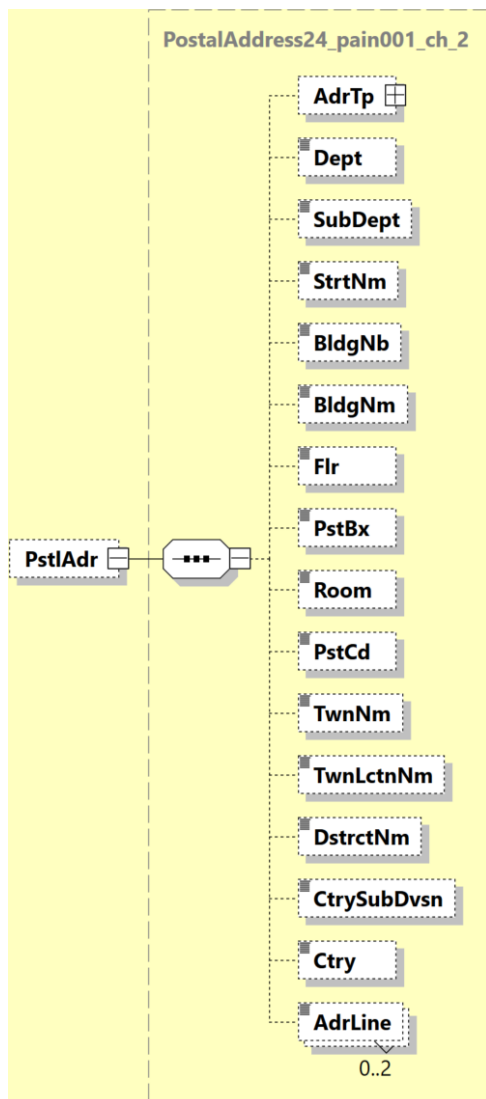 PostalAddress24_pain001_ch_2
AdrTp
Dept
SubDept
StrtNm
BldgNb
BldgNm
Flr
PstBx
PstlAdr
Room
PstCd
TwnNm
TwnLctnNm
DstrctNm
CtrySubDvsn
Ctry
AdrLine
0..2